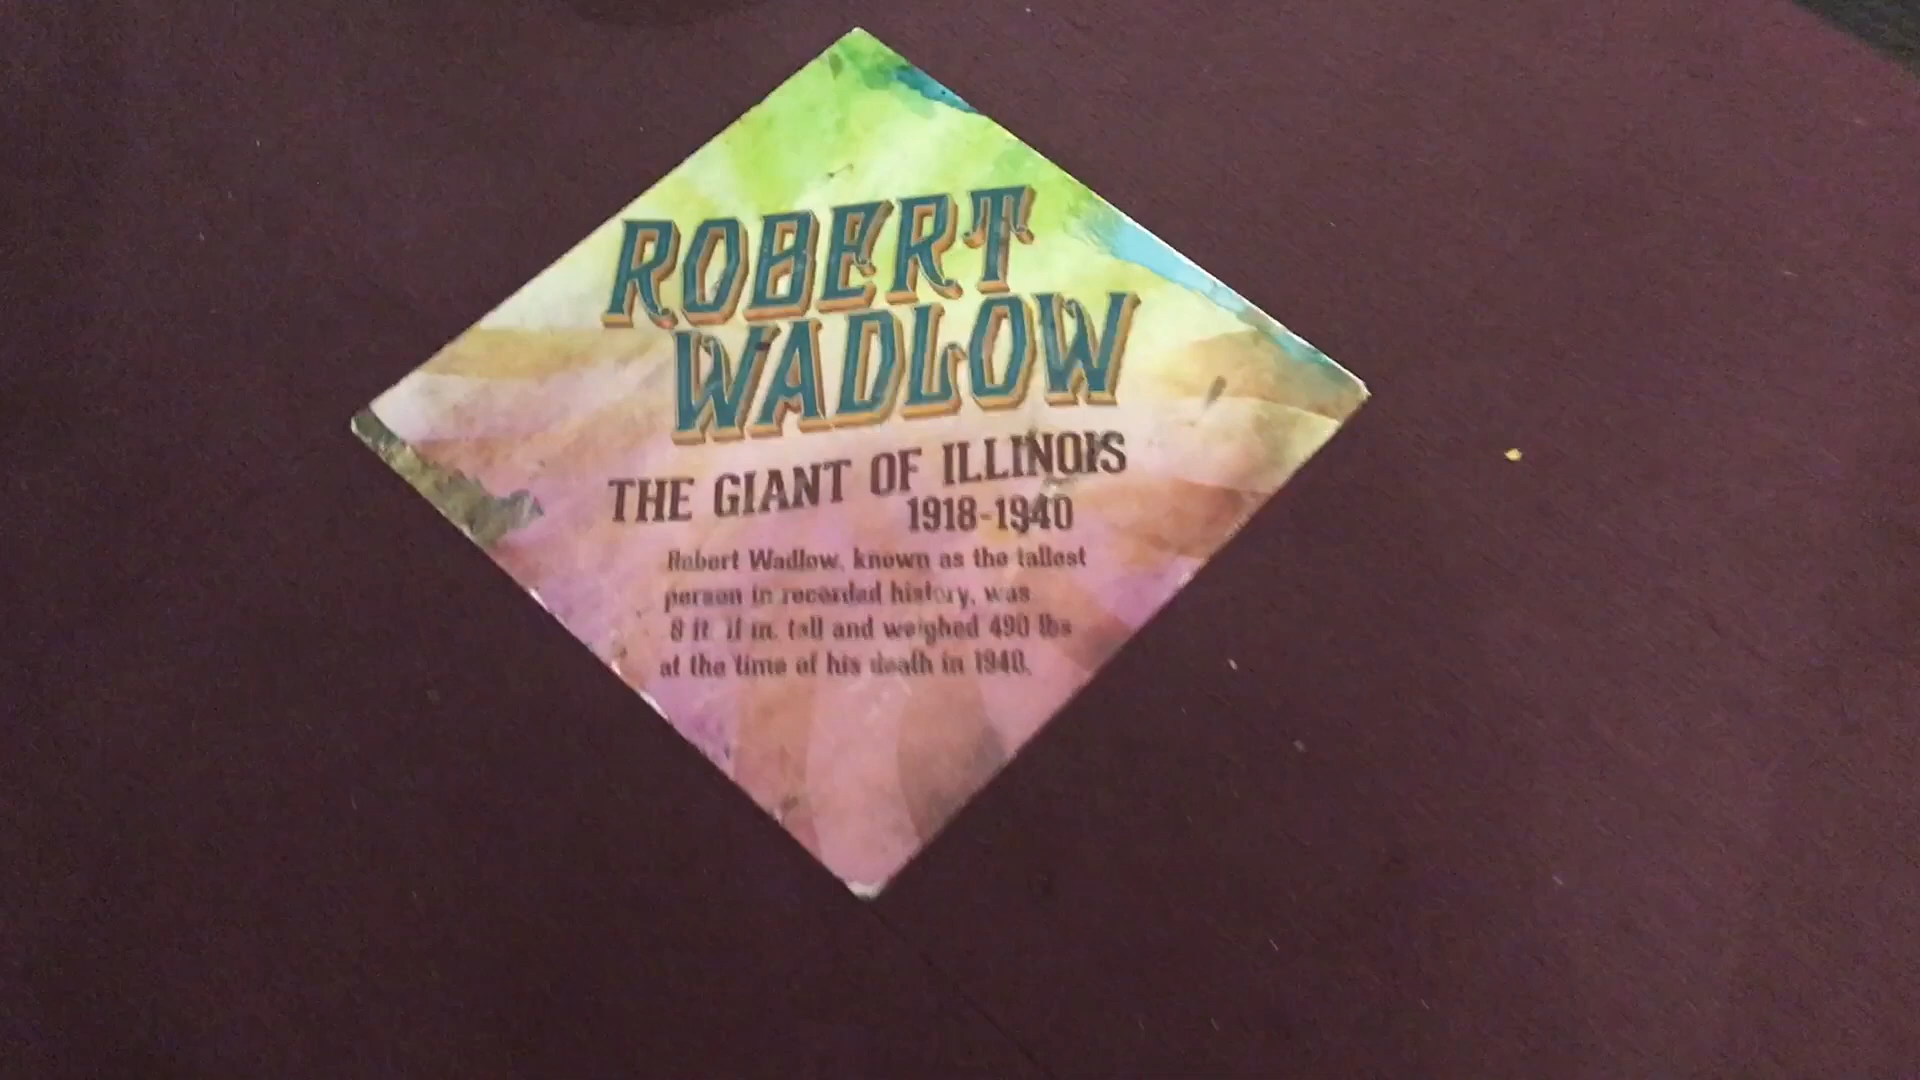 ROBERT
WADLOW
THE GIANT OF ILLINOIS
1918-1940
Robert Wadlow, known as the tallest
person in recorded history, was
8 ft. 11 in. tall and weighed 490 lbs
at the time of his death in 1940.